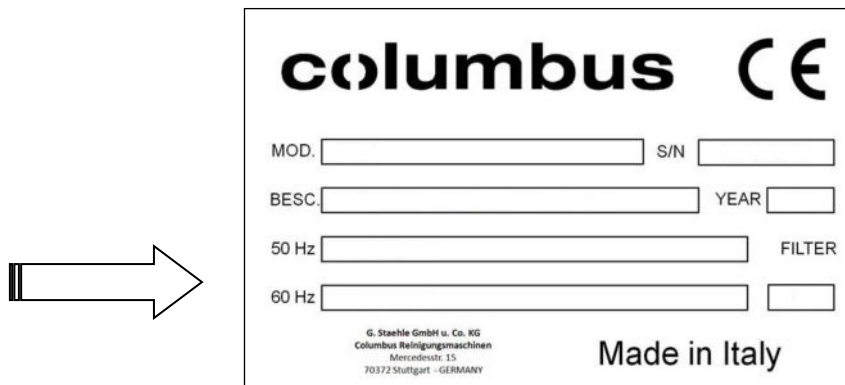 columbus CE
MOD. S/N
BESC. YEAR
50 Hz FILTER
60 Hz
G. Staehle GmbH u. Co. KG
Columbus Reinigungsmaschinen
Mercedesstr. 15
70372 Stuttgart - GERMANY
Made in Italy